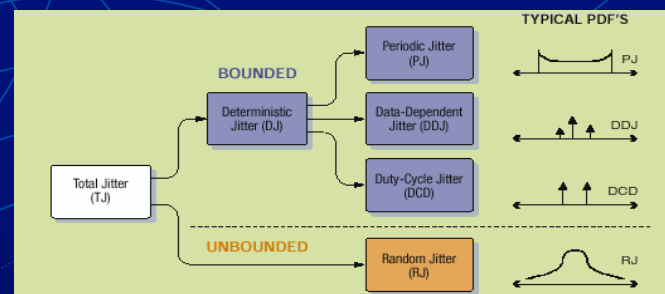 TYPICAL PDF'S
Periodic Jitter
(PJ)
PJ
BOUNDED
Deterministic
Jitter (DJ)
Data-Dependent
Jitter (DDJ)
DDJ
Total Jitter
(TJ)
Duty-Cycle Jitter
(DCD)
DCD
UNBOUNDED
Random Jitter
(RJ)
RJ